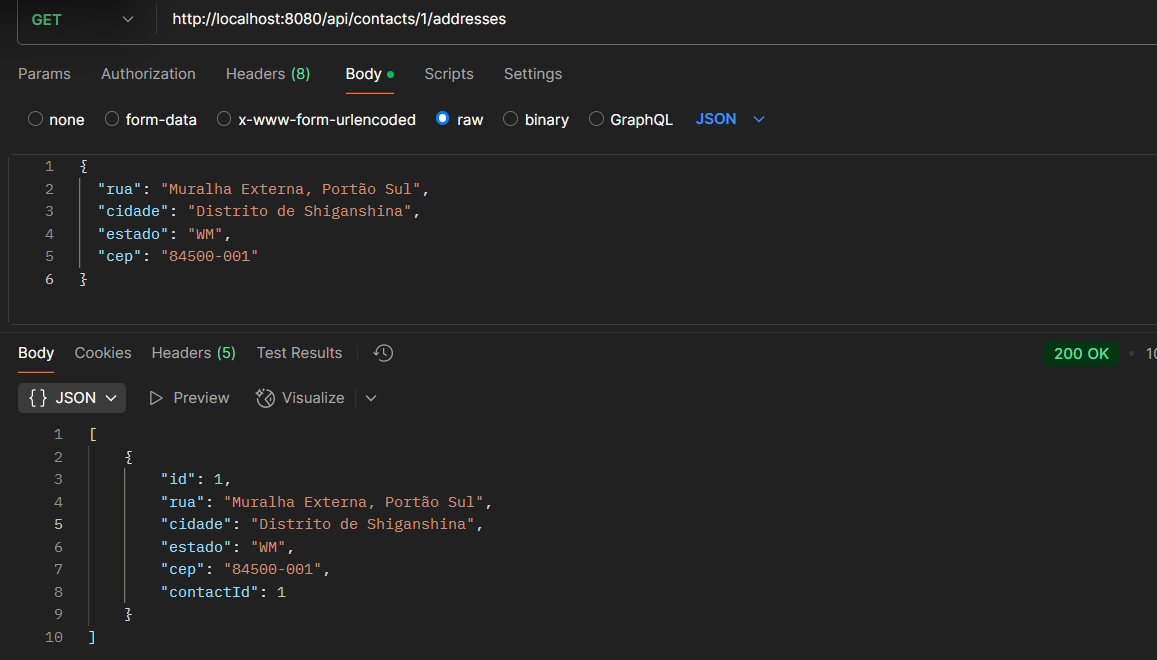 GET http://localhost:8080/api/contacts/1/addresses
Params Authorization Headers (8) Body Scripts Settings
none form-data x-www-form-urlencoded raw binary GraphQL JSON
1 {
2 "rua": "Muralha Externa, Portão Sul",
3 "cidade": "Distrito de Shiganshina",
4 "estado": "WM",
5 "cep": "84500-001"
6 }
Body Cookies Headers (5) Test Results 200 OK • 10
{} JSON Preview Visualize
1 [
2 {
3 "id": 1,
4 "rua": "Muralha Externa, Portão Sul",
5 "cidade": "Distrito de Shiganshina",
6 "estado": "WM",
7 "cep": "84500-001",
8 "contactId": 1
9 }
10 ]